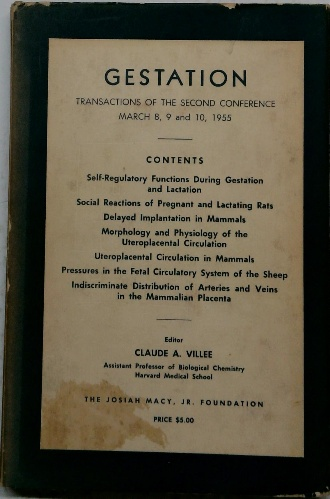 GESTATION
TRANSACTIONS OF THE SECOND CONFERENCE
MARCH 8, 9 and 10, 1955
CONTENTS
Self-Regulatory Functions During Gestation
and Lactation
Social Reactions of Pregnant and Lactating Rats
Delayed Implantation in Mammals
Morphology and Physiology of the
Uteroplacental Circulation
Uteroplacental Circulation in Mammals
Pressures in the Fetal Circulatory System of the Sheep
Indiscriminate Distribution of Arteries and Veins
in the Mammalian Placenta
Editor
CLAUDE A. VILLEE
Assistant Professor of Biological Chemistry
Harvard Medical School
THE JOSIAH MACY, JR. FOUNDATION
PRICE $5.00